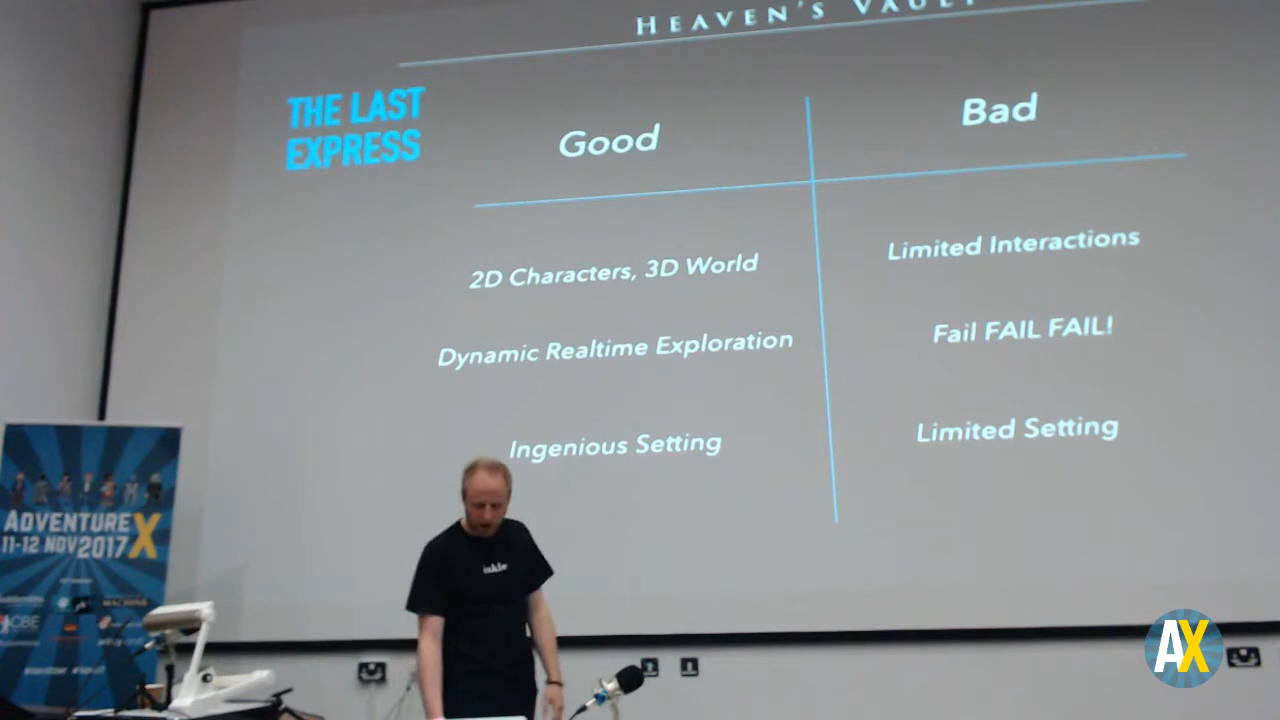 HEAVEN'S VAULT
THE LAST
EXPRESS
Good
Bad
2D Characters, 3D World
Limited Interactions
Dynamic Realtime Exploration
Fail FAIL FAIL!
Ingenious Setting
Limited Setting
ADVENTURE X
11-12 NOV 2017
inkle
AX